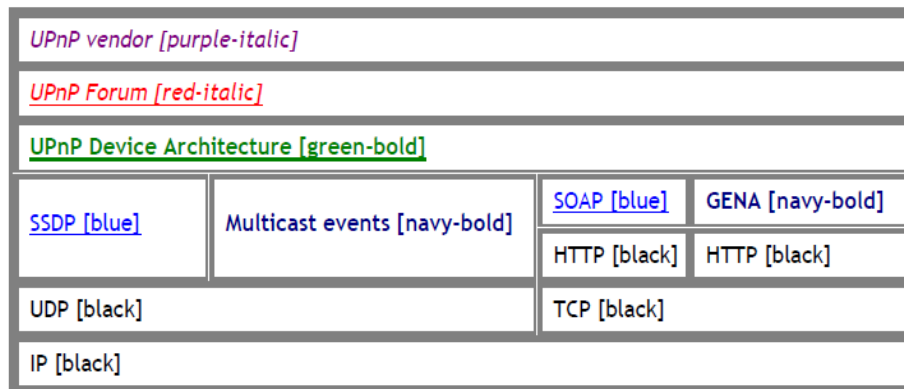 UPnP vendor [purple-italic]
UPnP Forum [red-italic]
UPnP Device Architecture [green-bold]
SSDP [blue]
Multicast events [navy-bold]
SOAP [blue]
GENA [navy-bold]
HTTP [black]
HTTP [black]
UDP [black]
TCP [black]
IP [black]